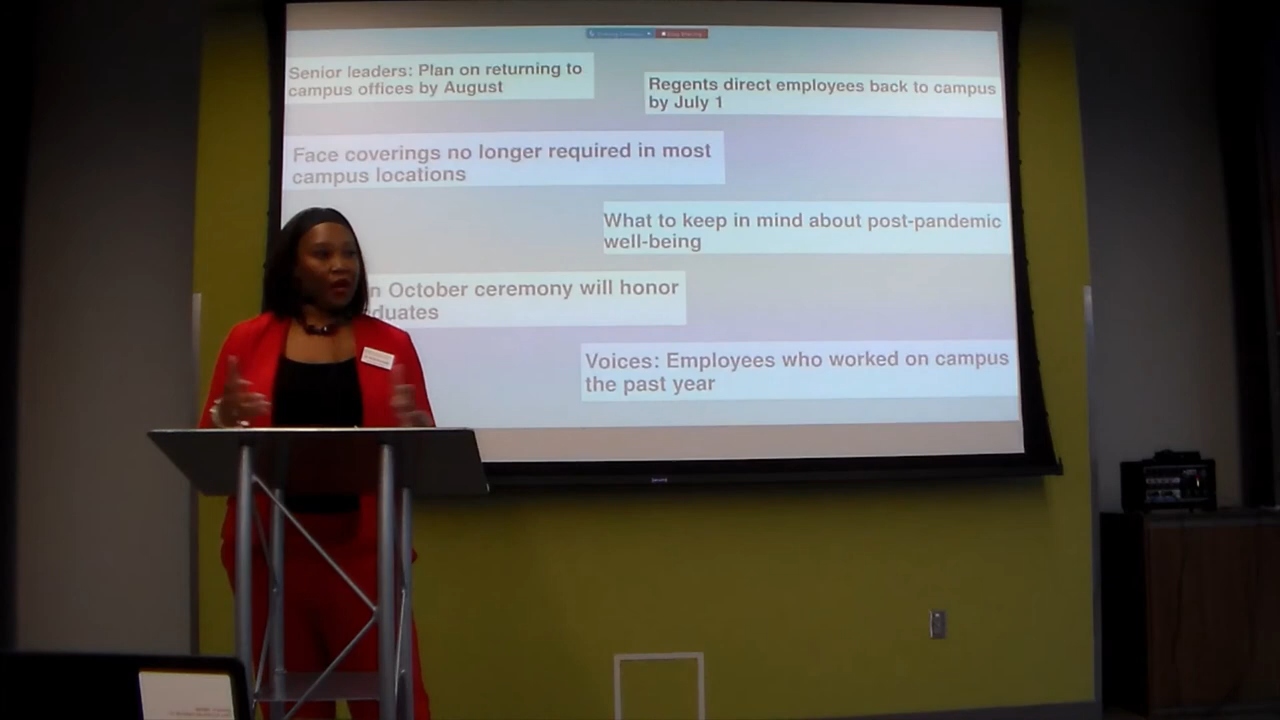 Senior leaders: Plan on returning to
campus offices by August
Regents direct employees back to campus
by July 1
Face coverings no longer required in most
campus locations
What to keep in mind about post-pandemic
well-being
October ceremony will honor
Voices: Employees who worked on campus
the past year